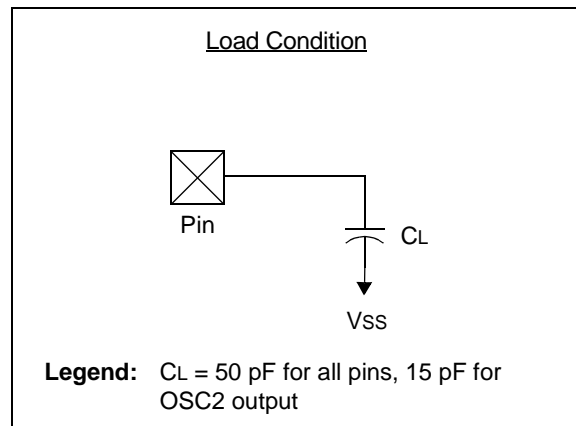 Load Condition
Pin
CL
VSS
Legend: CL = 50 pF for all pins, 15 pF for
OSC2 output